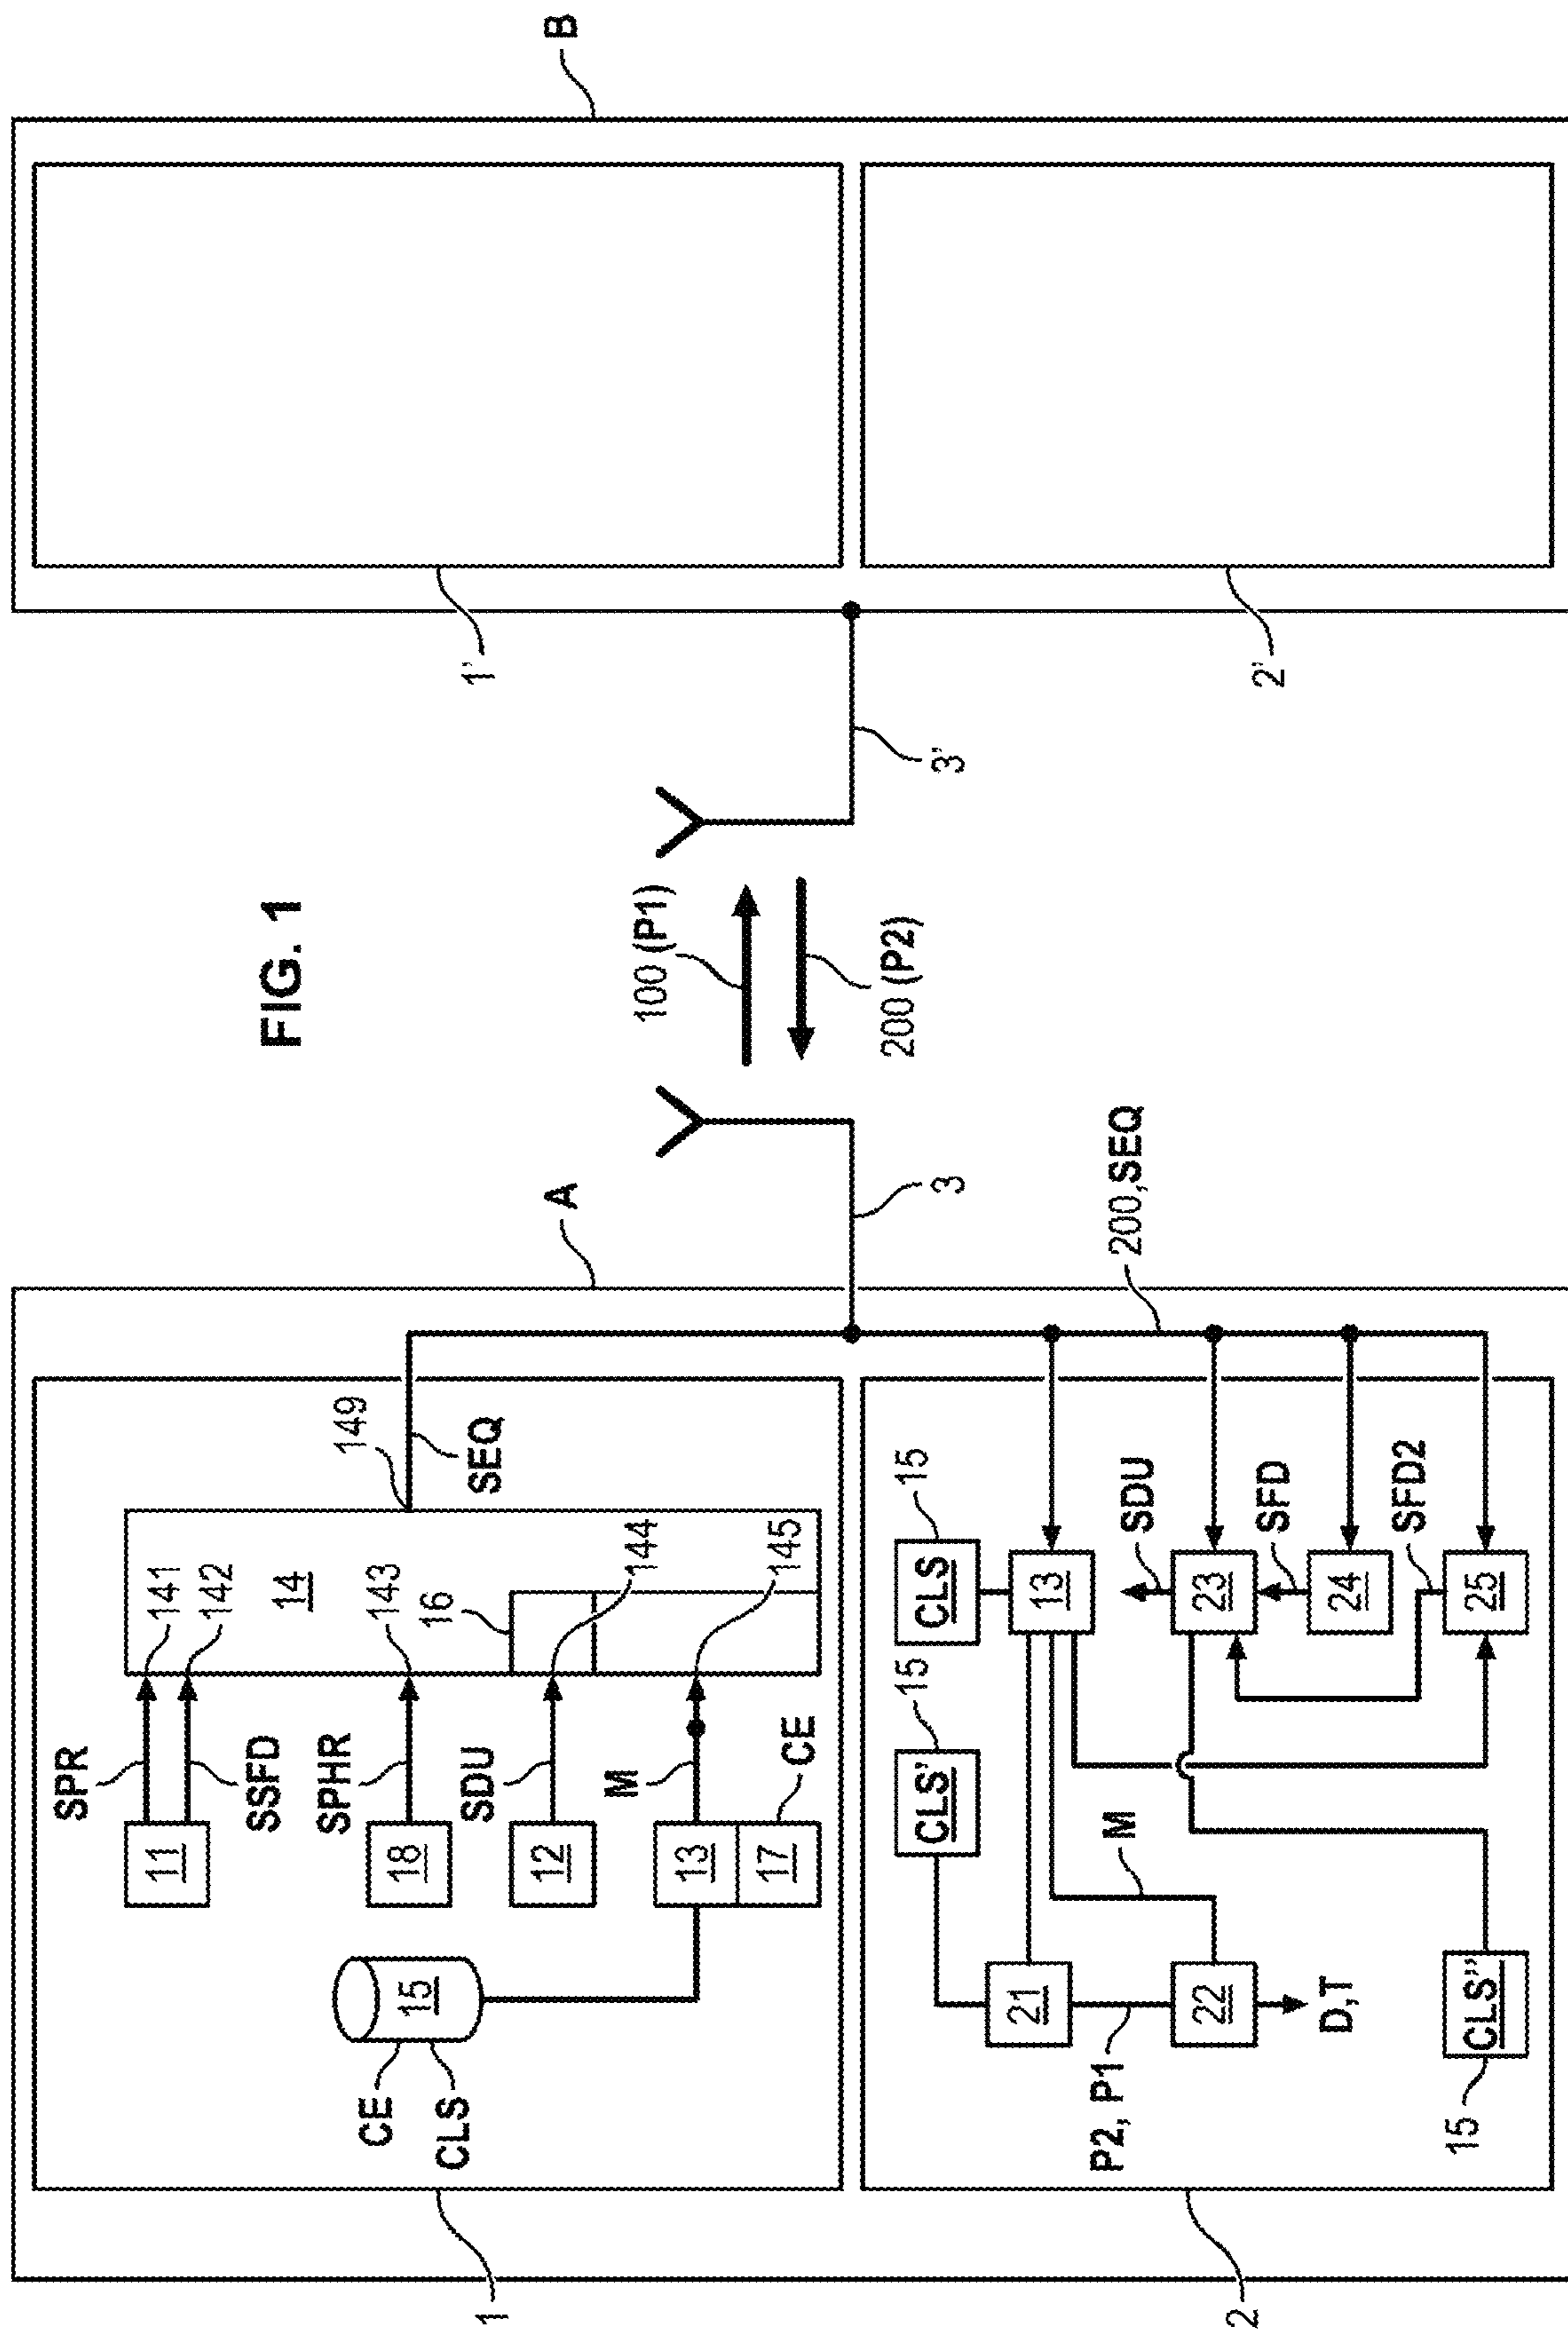 FIG. 1
A
B
SPR
141
11
142
SSFD
14
149
SPHR
143
18
SEQ
16
SDU
144
12
M
145
13
17
CE
15
CE
CLS
1
100 (P1)
200 (P2)
3
3'
1'
2'
200,SEQ
CLS'
15
CLS
15
13
21
P2, P1
M
SDU
23
22
D,T
SFD
24
SFD2
25
CLS"
15
2